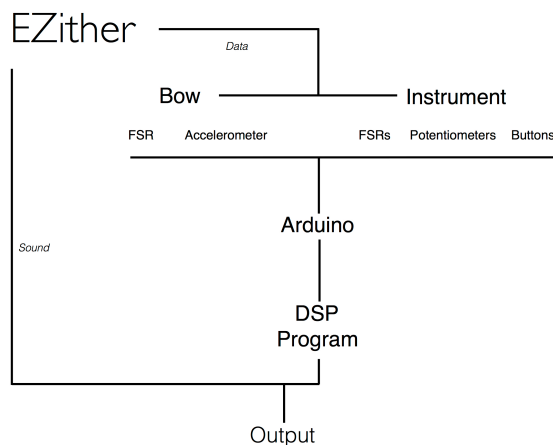 EZither
Data
Bow
Instrument
FSR
Accelerometer
FSRs
Potentiometers
Buttons
Sound
Arduino
DSP
Program
Output